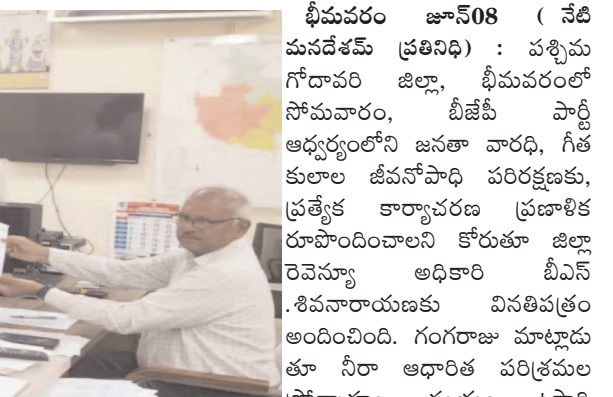 భీమవరం జూన్08 ( నేటి
మనదేశమ్ ప్రతినిధి) : పశ్చిమ
గోదావరి జిల్లా, భీమవరంలో
సోమవారం, బీజేపీ పార్టీ
ఆధ్వర్యంలోని జనతా వారధి, గీత
కులాల జీవనోపాధి పరిరక్షణకు,
ప్రత్యేక కార్యాచరణ ప్రణాళిక
రూపొందించాలని కోరుతూ జిల్లా
రెవెన్యూ అధికారి బీఎస్
.శివనారాయణకు వినతిపత్రం
అందించింది. గంగరాజు మాట్లాడు
తూ నీరా ఆధారిత పరిశ్రమల